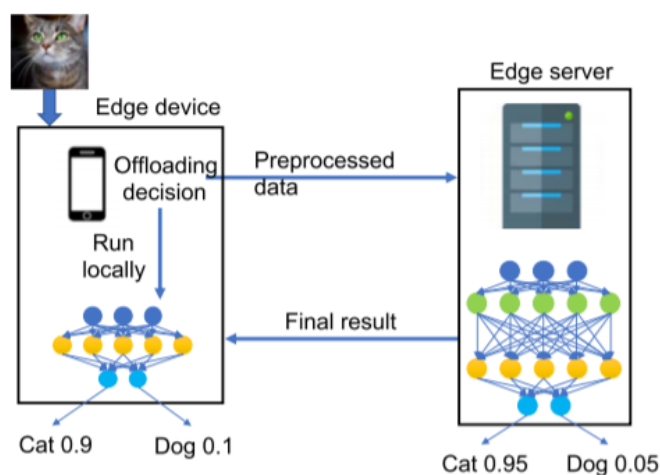 Edge device
Edge server
Offloading
decision
Preprocessed
data
Run
locally
Final result
Cat 0.9
Dog 0.1
Cat 0.95
Dog 0.05